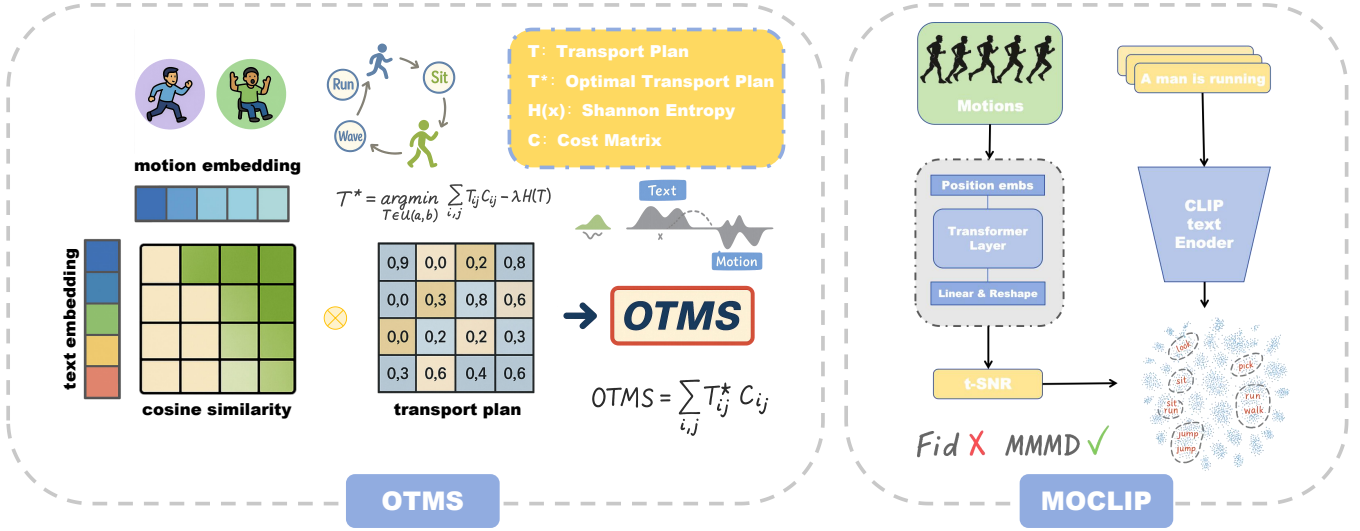 Run
Sit
Wave
motion embedding
T: Transport Plan
T*: Optimal Transport Plan
H(x): Shannon Entropy
C: Cost Matrix
T* = argmin Σ TijCij − λH(T)
T∈U(a,b) i,j
Text
x
Motion
text embedding
cosine similarity
0,9 0,0 0,2 0,8
0,0 0,3 0,8 0,6
0,0 0,2 0,2 0,3
0,3 0,6 0,4 0,6
transport plan
OTMS
OTMS = Σ T*ij Cij
i,j
OTMS
Motions
Position embs
Transformer
Layer
Linear & Reshape
t-SNR
Fid X MMMD ✓
A man is running
CLIP
text
Enoder
look
pick
sit
sit
run
run
walk
jump
jump
MOCLIP